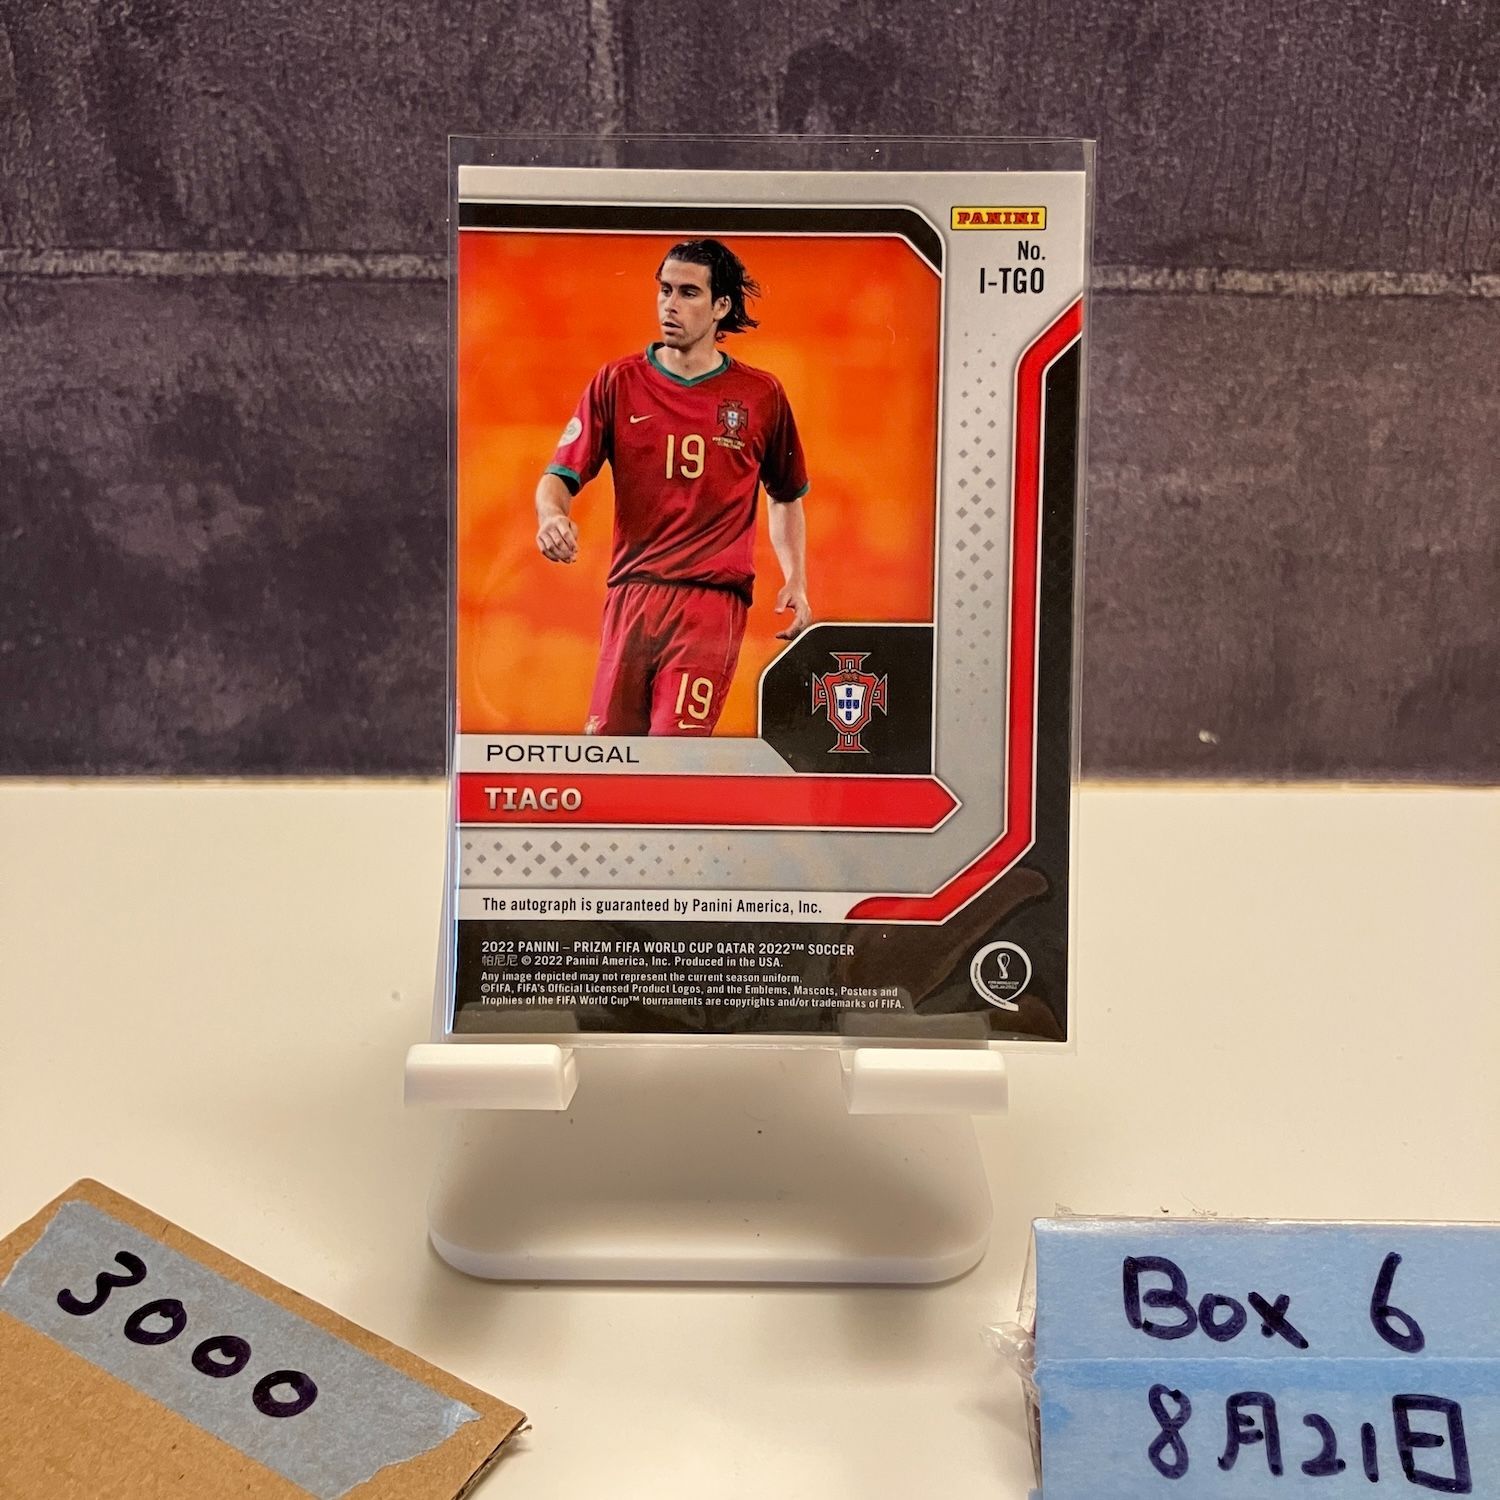 PANINI
No.
I-TGO
19
19
PORTUGAL
TIAGO
The autograph is guaranteed by Panini America, Inc.
2022 PANINI – PRIZM FIFA WORLD CUP QATAR 2022™ SOCCER
帕尼尼 © 2022 Panini America, Inc. Produced in the USA.
Any image depicted may not represent the current season uniform.
©FIFA, FIFA's Official Licensed Product Logos, and the Emblems, Mascots, Posters and
Trophies of the FIFA World Cup™ tournaments are copyrights and/or trademarks of FIFA.
3000
Box 6
8月21日